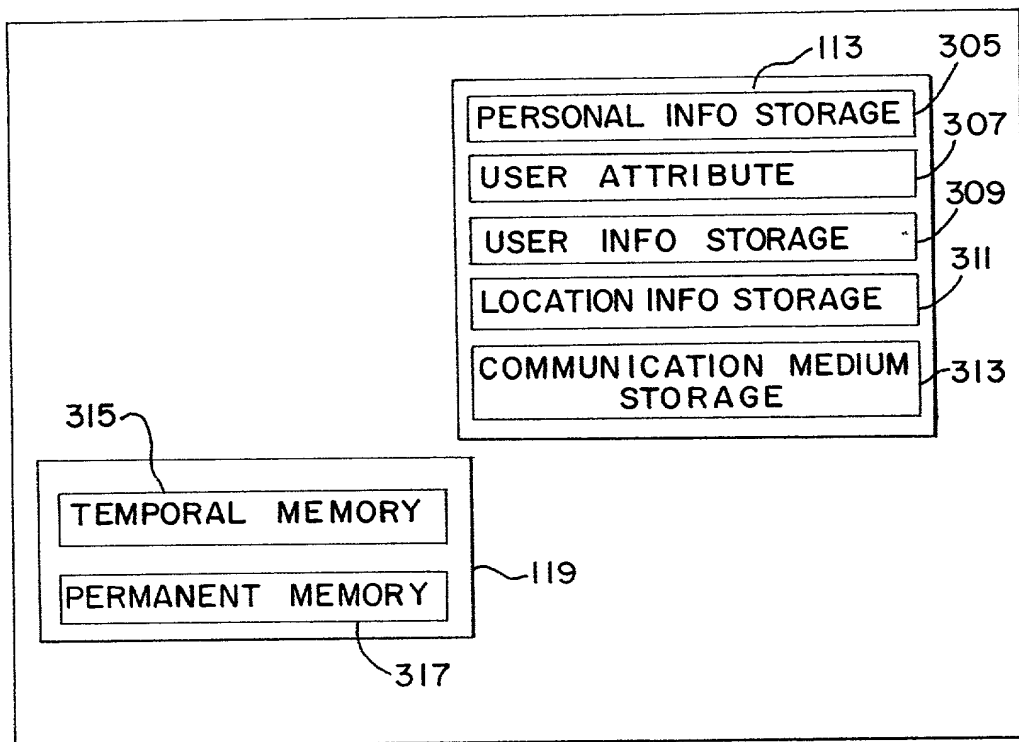 113
305
PERSONAL INFO STORAGE
307
USER ATTRIBUTE
309
USER INFO STORAGE
311
LOCATION INFO STORAGE
COMMUNICATION MEDIUM
STORAGE
313
315
TEMPORAL MEMORY
119
PERMANENT MEMORY
317